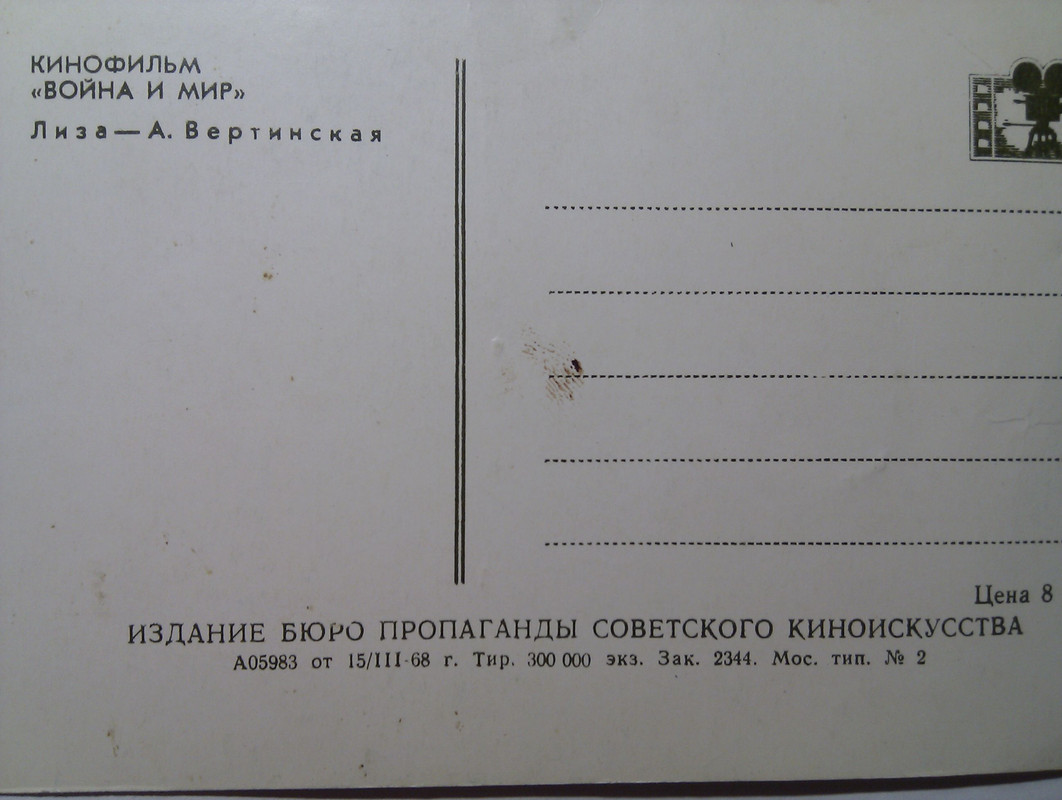 КИНОФИЛЬМ
«ВОЙНА И МИР»
Лиза — А. Вертинская
Цена 8
ИЗДАНИЕ БЮРО ПРОПАГАНДЫ СОВЕТСКОГО КИНОИСКУССТВА
А05983 от 15/III-68 г. Тир. 300 000 экз. Зак. 2344. Мос. тип. № 2